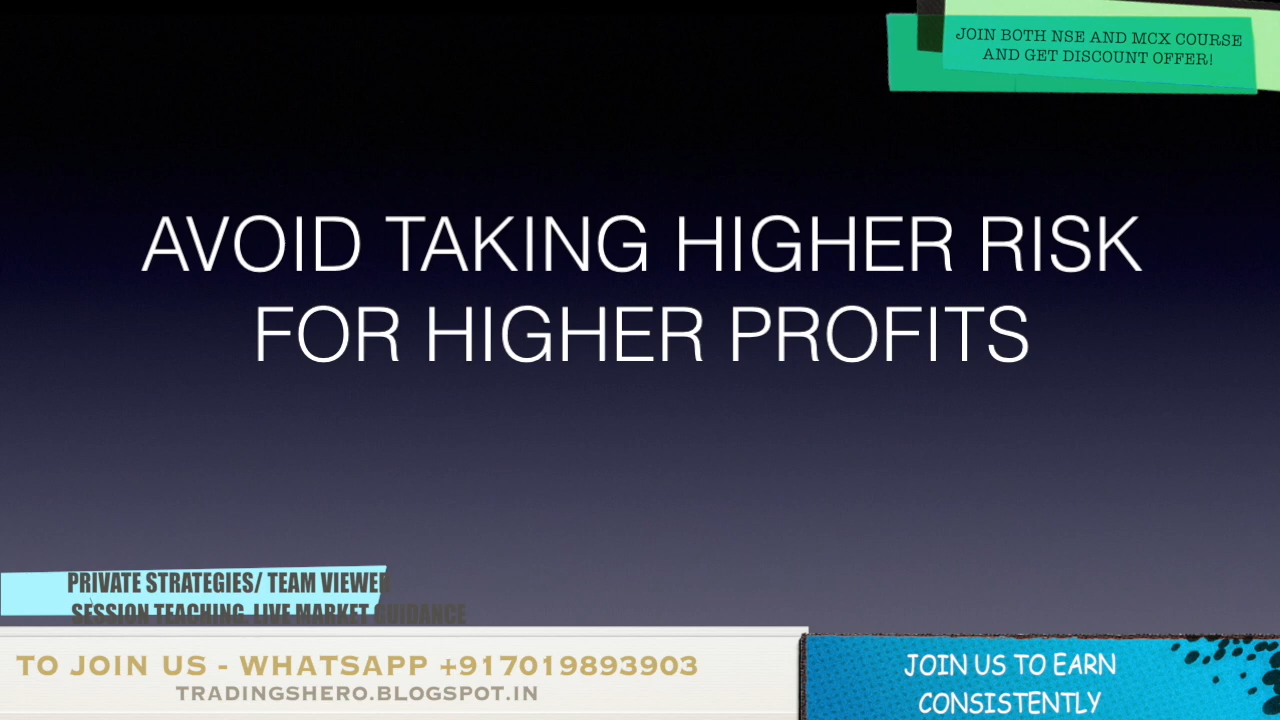 JOIN BOTH NSE AND MCX COURSE
AND GET DISCOUNT OFFER!
AVOID TAKING HIGHER RISK
FOR HIGHER PROFITS
PRIVATE STRATEGIES/ TEAM VIEWER
SESSION TEACHING, LIVE MARKET GUIDANCE
TO JOIN US - WHATSAPP +917019893903
TRADINGSHERO.BLOGSPOT.IN
JOIN US TO EARN
CONSISTENTLY